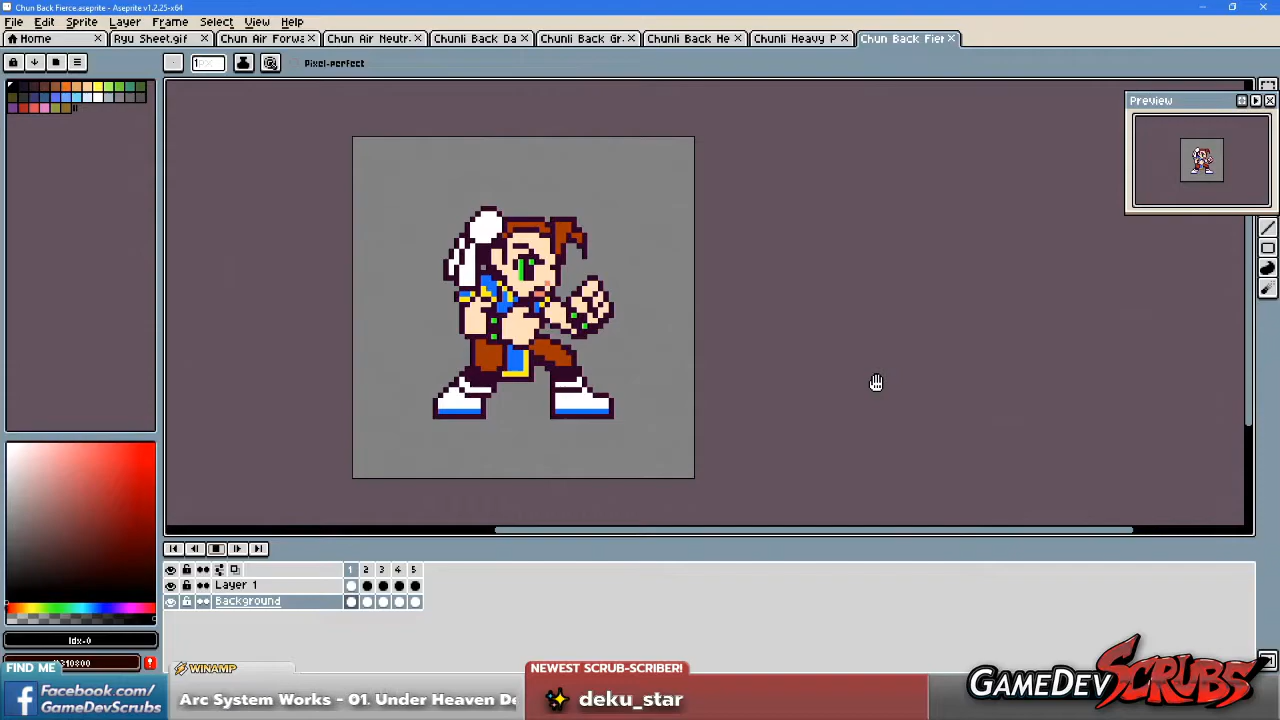 Chun Back Fierce.aseprite - Aseprite v1.2.25-x64
File Edit Sprite Layer Frame Select View Help
Home Ryu Sheet.gif Chun Air Forwa Chun Air Neutr. Chunli Back Da Chunli Back Gr. Chunli Back He Chunli Heavy P Chun Back Fier
Pixel-perfect
Preview
1 2 3 4 5
Layer 1
Background
Idx-0
FIND ME
Facebook.com/
GameDevScrubs
WINAMP
Arc System Works - 01. Under Heaven De
NEWEST SCRUB-SCRIBER!
deku_star
GAMEDEV SCRUBS